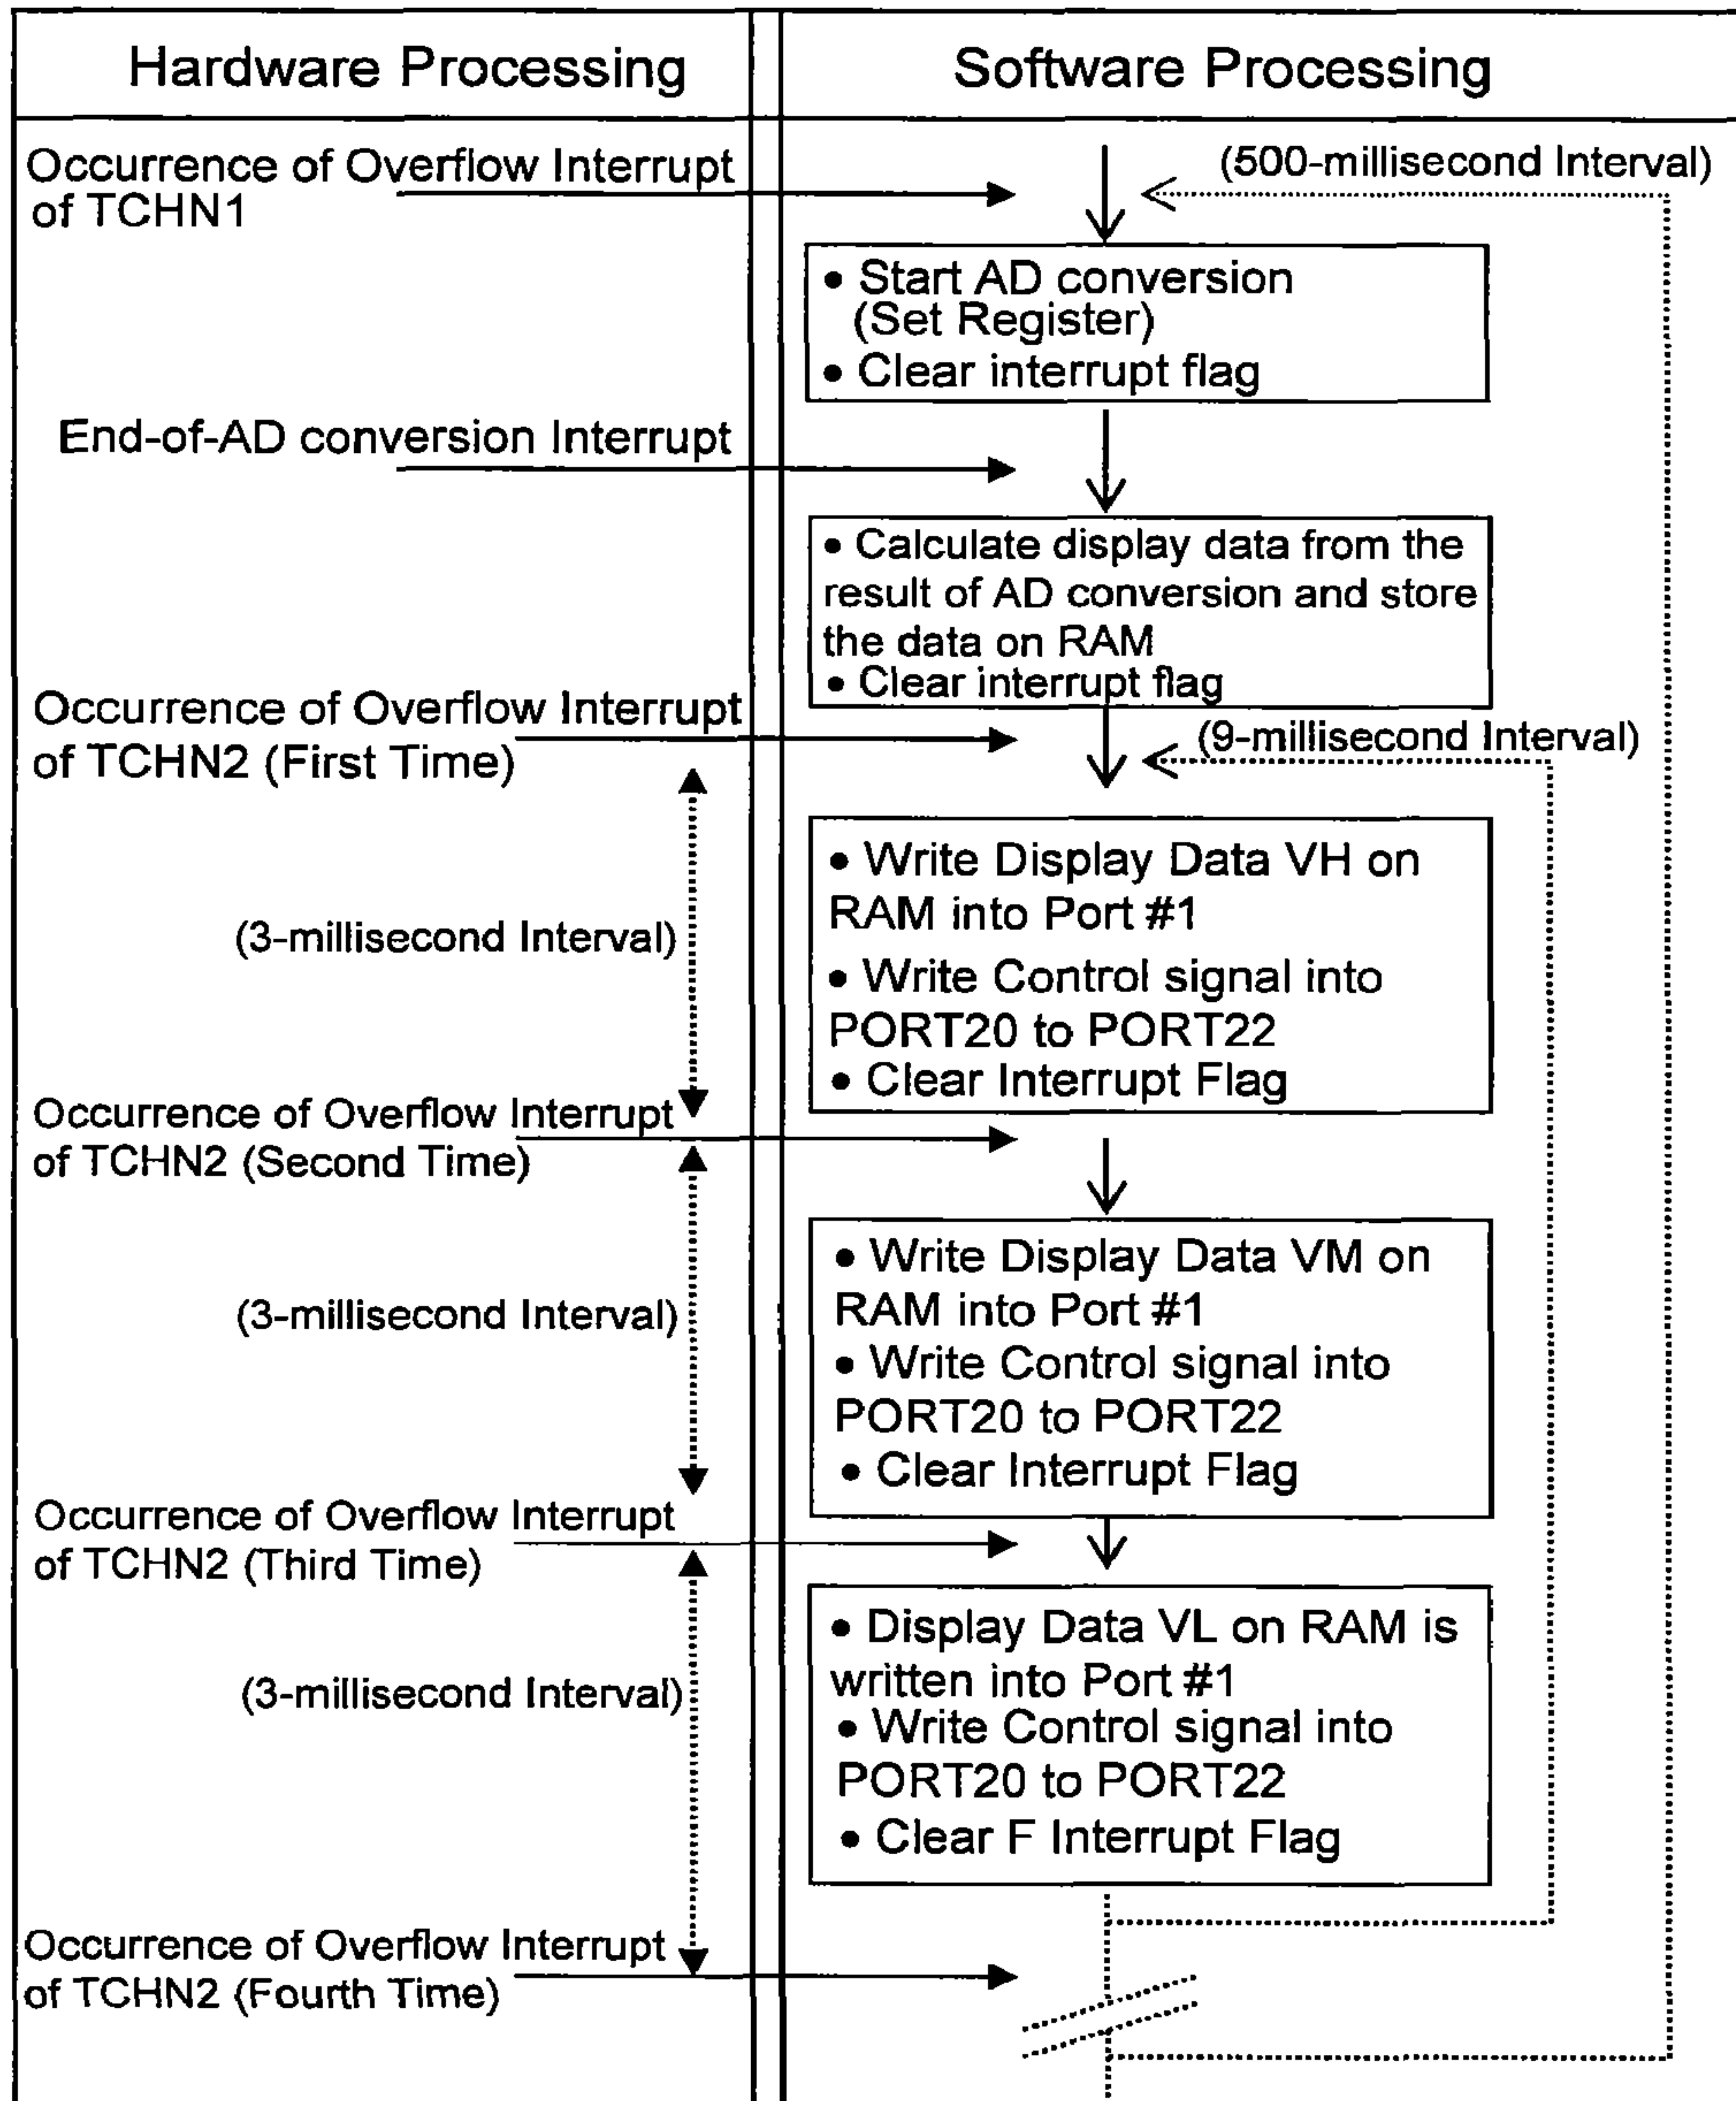 Hardware Processing
Software Processing
Occurrence of Overflow Interrupt
of TCHN1
(500-millisecond Interval)
• Start AD conversion
(Set Register)
• Clear interrupt flag
End-of-AD conversion Interrupt
• Calculate display data from the
result of AD conversion and store
the data on RAM
• Clear interrupt flag
Occurrence of Overflow Interrupt
of TCHN2 (First Time)
(9-millisecond Interval)
• Write Display Data VH on
RAM into Port #1
• Write Control signal into
PORT20 to PORT22
• Clear Interrupt Flag
(3-millisecond Interval)
Occurrence of Overflow Interrupt
of TCHN2 (Second Time)
• Write Display Data VM on
RAM into Port #1
• Write Control signal into
PORT20 to PORT22
• Clear Interrupt Flag
(3-millisecond Interval)
Occurrence of Overflow Interrupt
of TCHN2 (Third Time)
• Display Data VL on RAM is
written into Port #1
• Write Control signal into
PORT20 to PORT22
• Clear F Interrupt Flag
(3-millisecond Interval)
Occurrence of Overflow Interrupt
of TCHN2 (Fourth Time)